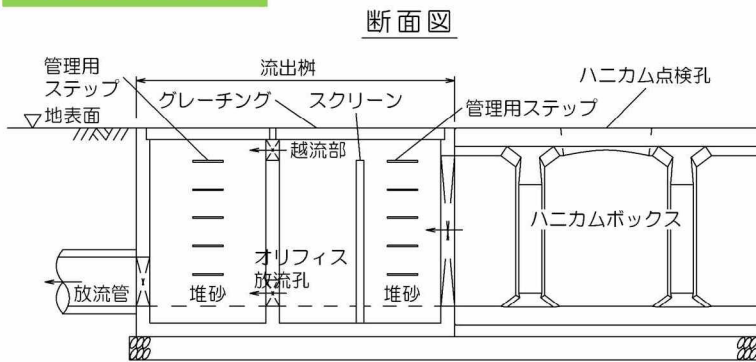 断面図
管理用
ステップ
流出桝
ハニカム点検孔
グレーチング
スクリーン
管理用ステップ
地表面
越流部
ハニカムボックス
オリフィス
放流孔
放流管
堆砂
堆砂